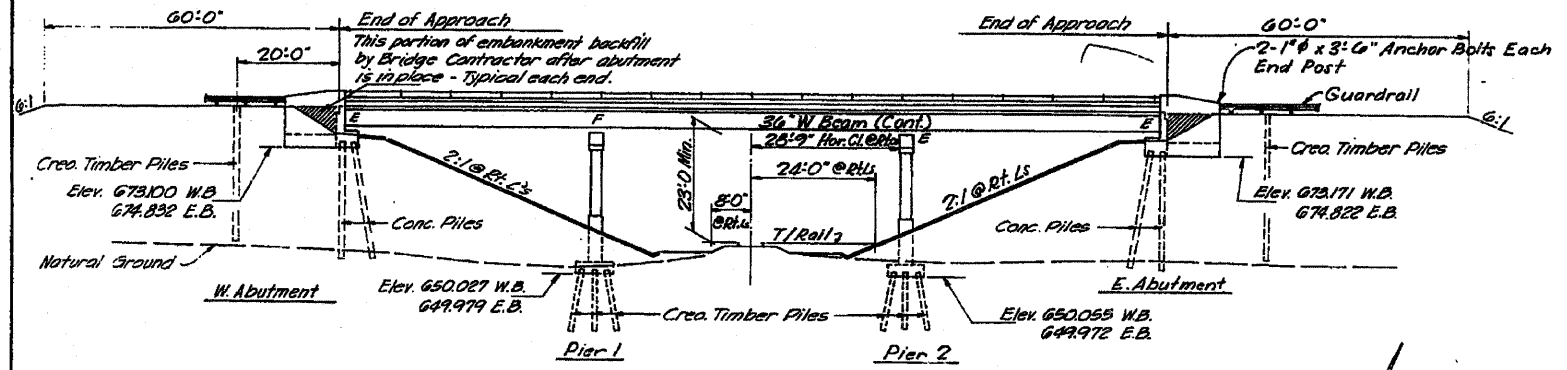 60'-0"
End of Approach
This portion of embankment backfill
by Bridge Contractor after abutment
is in place - Typical each end.
20'-0"
End of Approach
60'-0"
2-1"ϕ x 3'-6" Anchor Bolts Each
End Post
Guardrail
6:1
6:1
E
F
36" W Beam (Cont.)
E
28'-9" Hor. Cl. @ Rt Ls
E
23'-0 Min.
24'-0" @ Rt Ls
8'-0"
@ Rt. Ls
2:1 @ Rt. L's
2:1 @ Rt. Ls
T/Rail
Creo. Timber Piles
Elev. 673.100 W.B.
674.832 E.B.
Conc. Piles
Natural Ground
W. Abutment
Elev. 650.027 W.B.
649.979 E.B.
Creo. Timber Piles
Pier 1
Pier 2
Conc. Piles
Creo. Timber Piles
Elev. 673.171 W.B.
674.822 E.B.
E. Abutment
Elev. 650.055 W.B.
649.972 E.B.